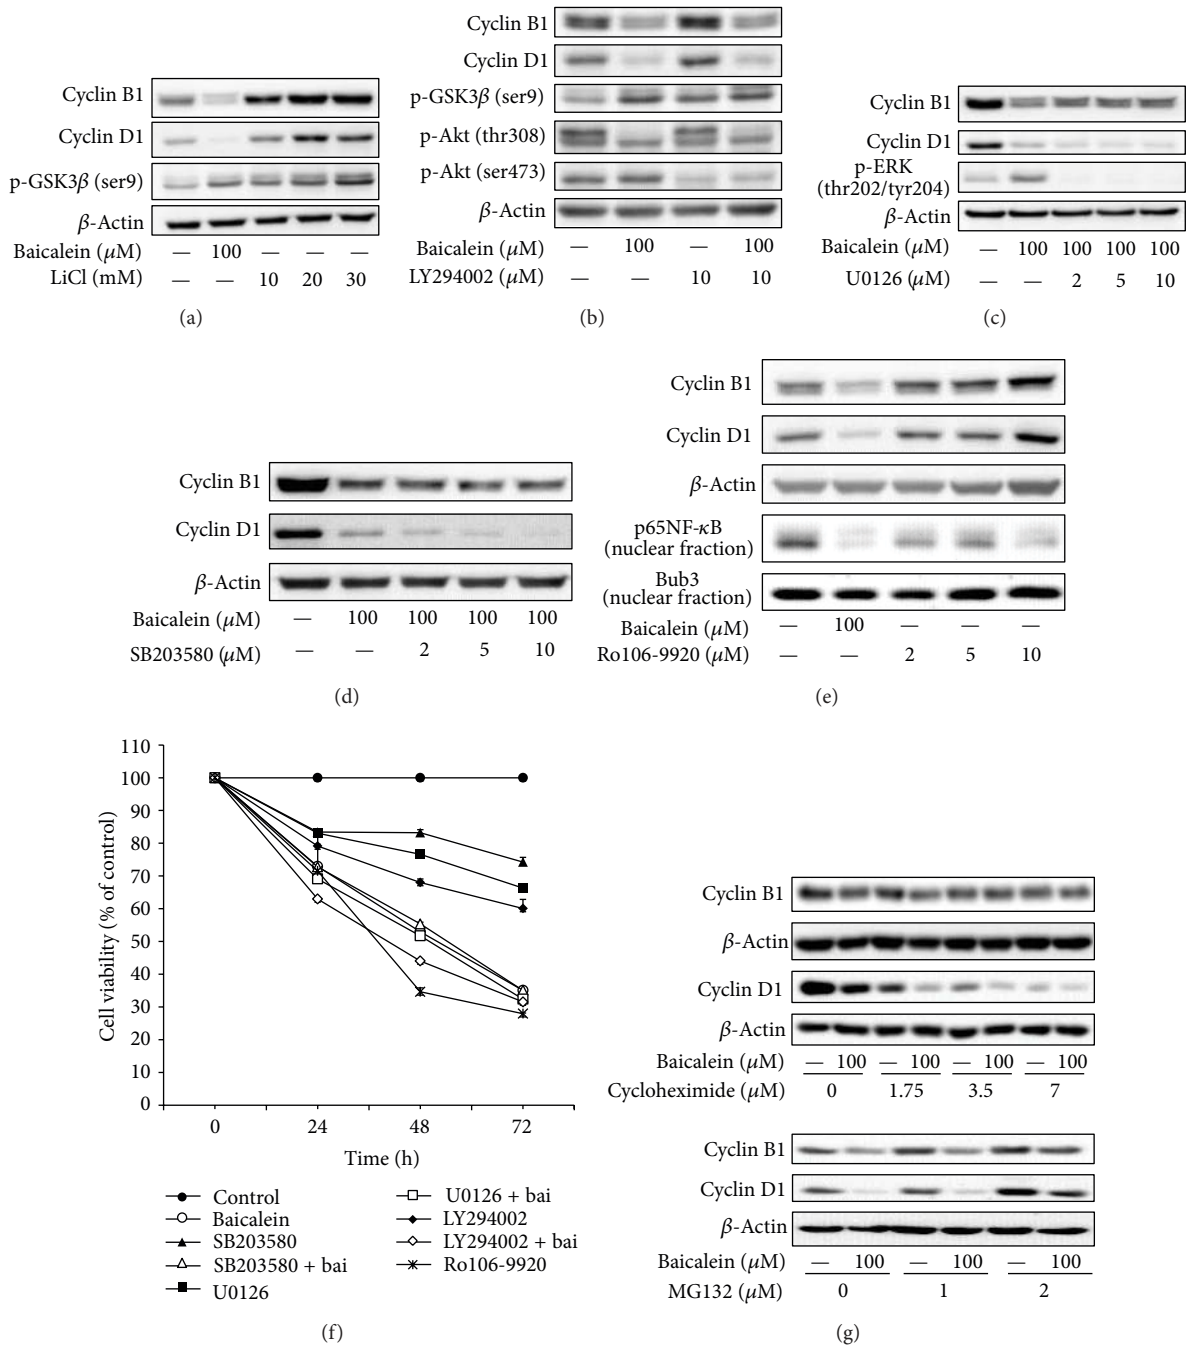 Cyclin B1
Cyclin D1
p-GSK3β (ser9)
β-Actin
Baicalein (μM) — 100
LiCl (mM) — — 10 20 30
(a)
Cyclin B1
Cyclin D1
p-GSK3β (ser9)
p-Akt (thr308)
p-Akt (ser473)
β-Actin
Baicalein (μM) — 100 — 100
LY294002 (μM) — — 10 10
(b)
Cyclin B1
Cyclin D1
p-ERK
(thr202/tyr204)
β-Actin
Baicalein (μM) — 100 100 100 100
U0126 (μM) — — 2 5 10
(c)
Cyclin B1
Cyclin D1
β-Actin
Baicalein (μM) — 100 100 100 100
SB203580 (μM) — — 2 5 10
(d)
Cyclin B1
Cyclin D1
β-Actin
p65NF-κB
(nuclear fraction)
Bub3
(nuclear fraction)
Baicalein (μM) — 100 — — —
Ro106-9920 (μM) — — 2 5 10
(e)
Cell viability (% of control)
110
100
90
80
70
60
50
40
30
20
10
0
0 24 48 72
Time (h)
Control
Baicalein
SB203580
SB203580 + bai
U0126
U0126 + bai
LY294002
LY294002 + bai
Ro106-9920
(f)
Cyclin B1
β-Actin
Cyclin D1
β-Actin
Baicalein (μM) — 100 — 100 — 100 — 100
Cycloheximide (μM) 0 1.75 3.5 7
Cyclin B1
Cyclin D1
β-Actin
Baicalein (μM) — 100 — 100 — 100
MG132 (μM) 0 1 2
(g)